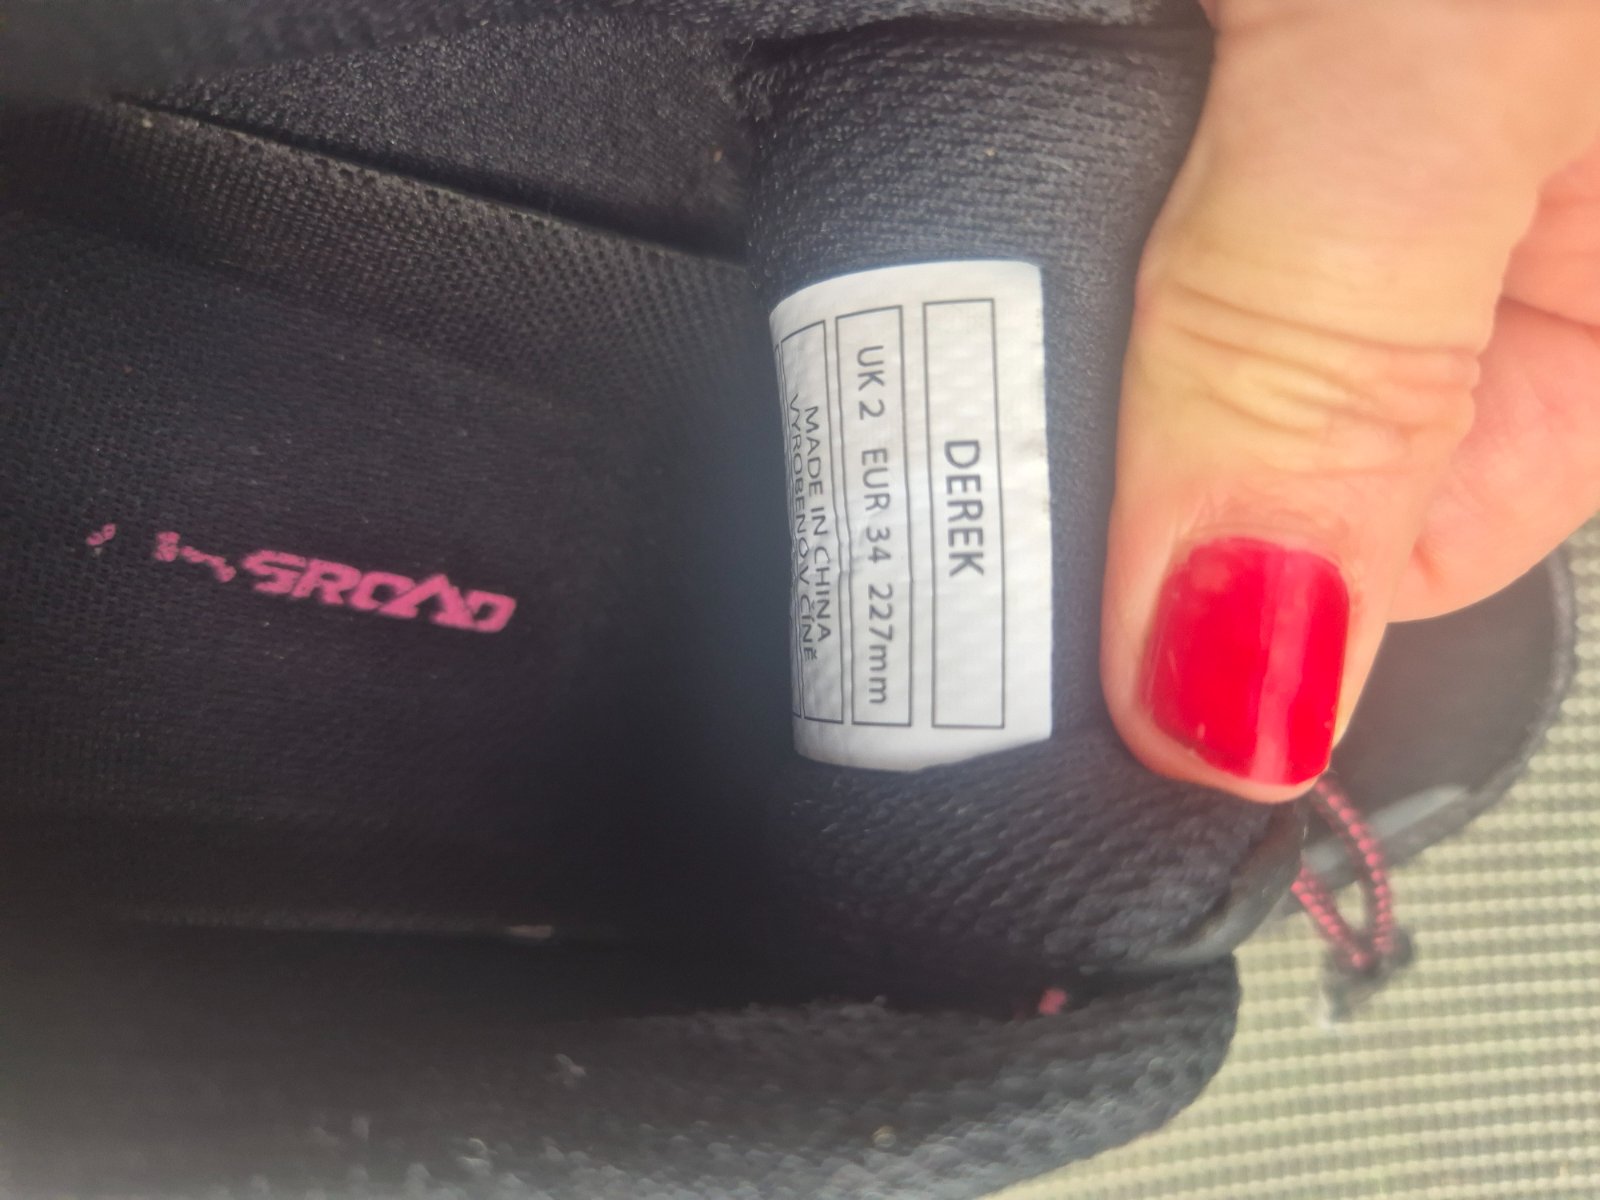 DEREK
UK 2 EUR 34 227mm
MADE IN CHINA
VYROBENO V ČÍNĚ
SROAD